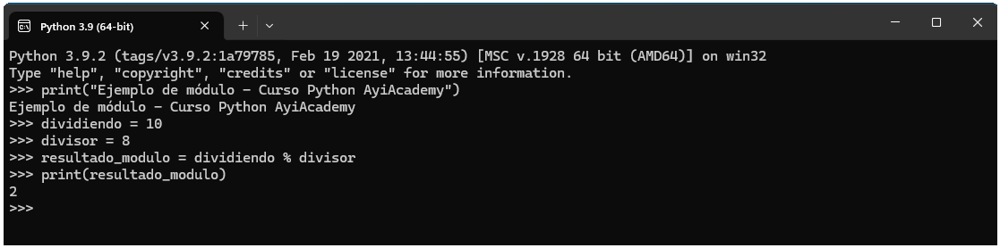 Python 3.9 (64-bit)
Python 3.9.2 (tags/v3.9.2:1a79785, Feb 19 2021, 13:44:55) [MSC v.1928 64 bit (AMD64)] on win32
Type "help", "copyright", "credits" or "license" for more information.
>>> print("Ejemplo de módulo - Curso Python AyiAcademy")
Ejemplo de módulo - Curso Python AyiAcademy
>>> dividiendo = 10
>>> divisor = 8
>>> resultado_modulo = dividiendo % divisor
>>> print(resultado_modulo)
2
>>>